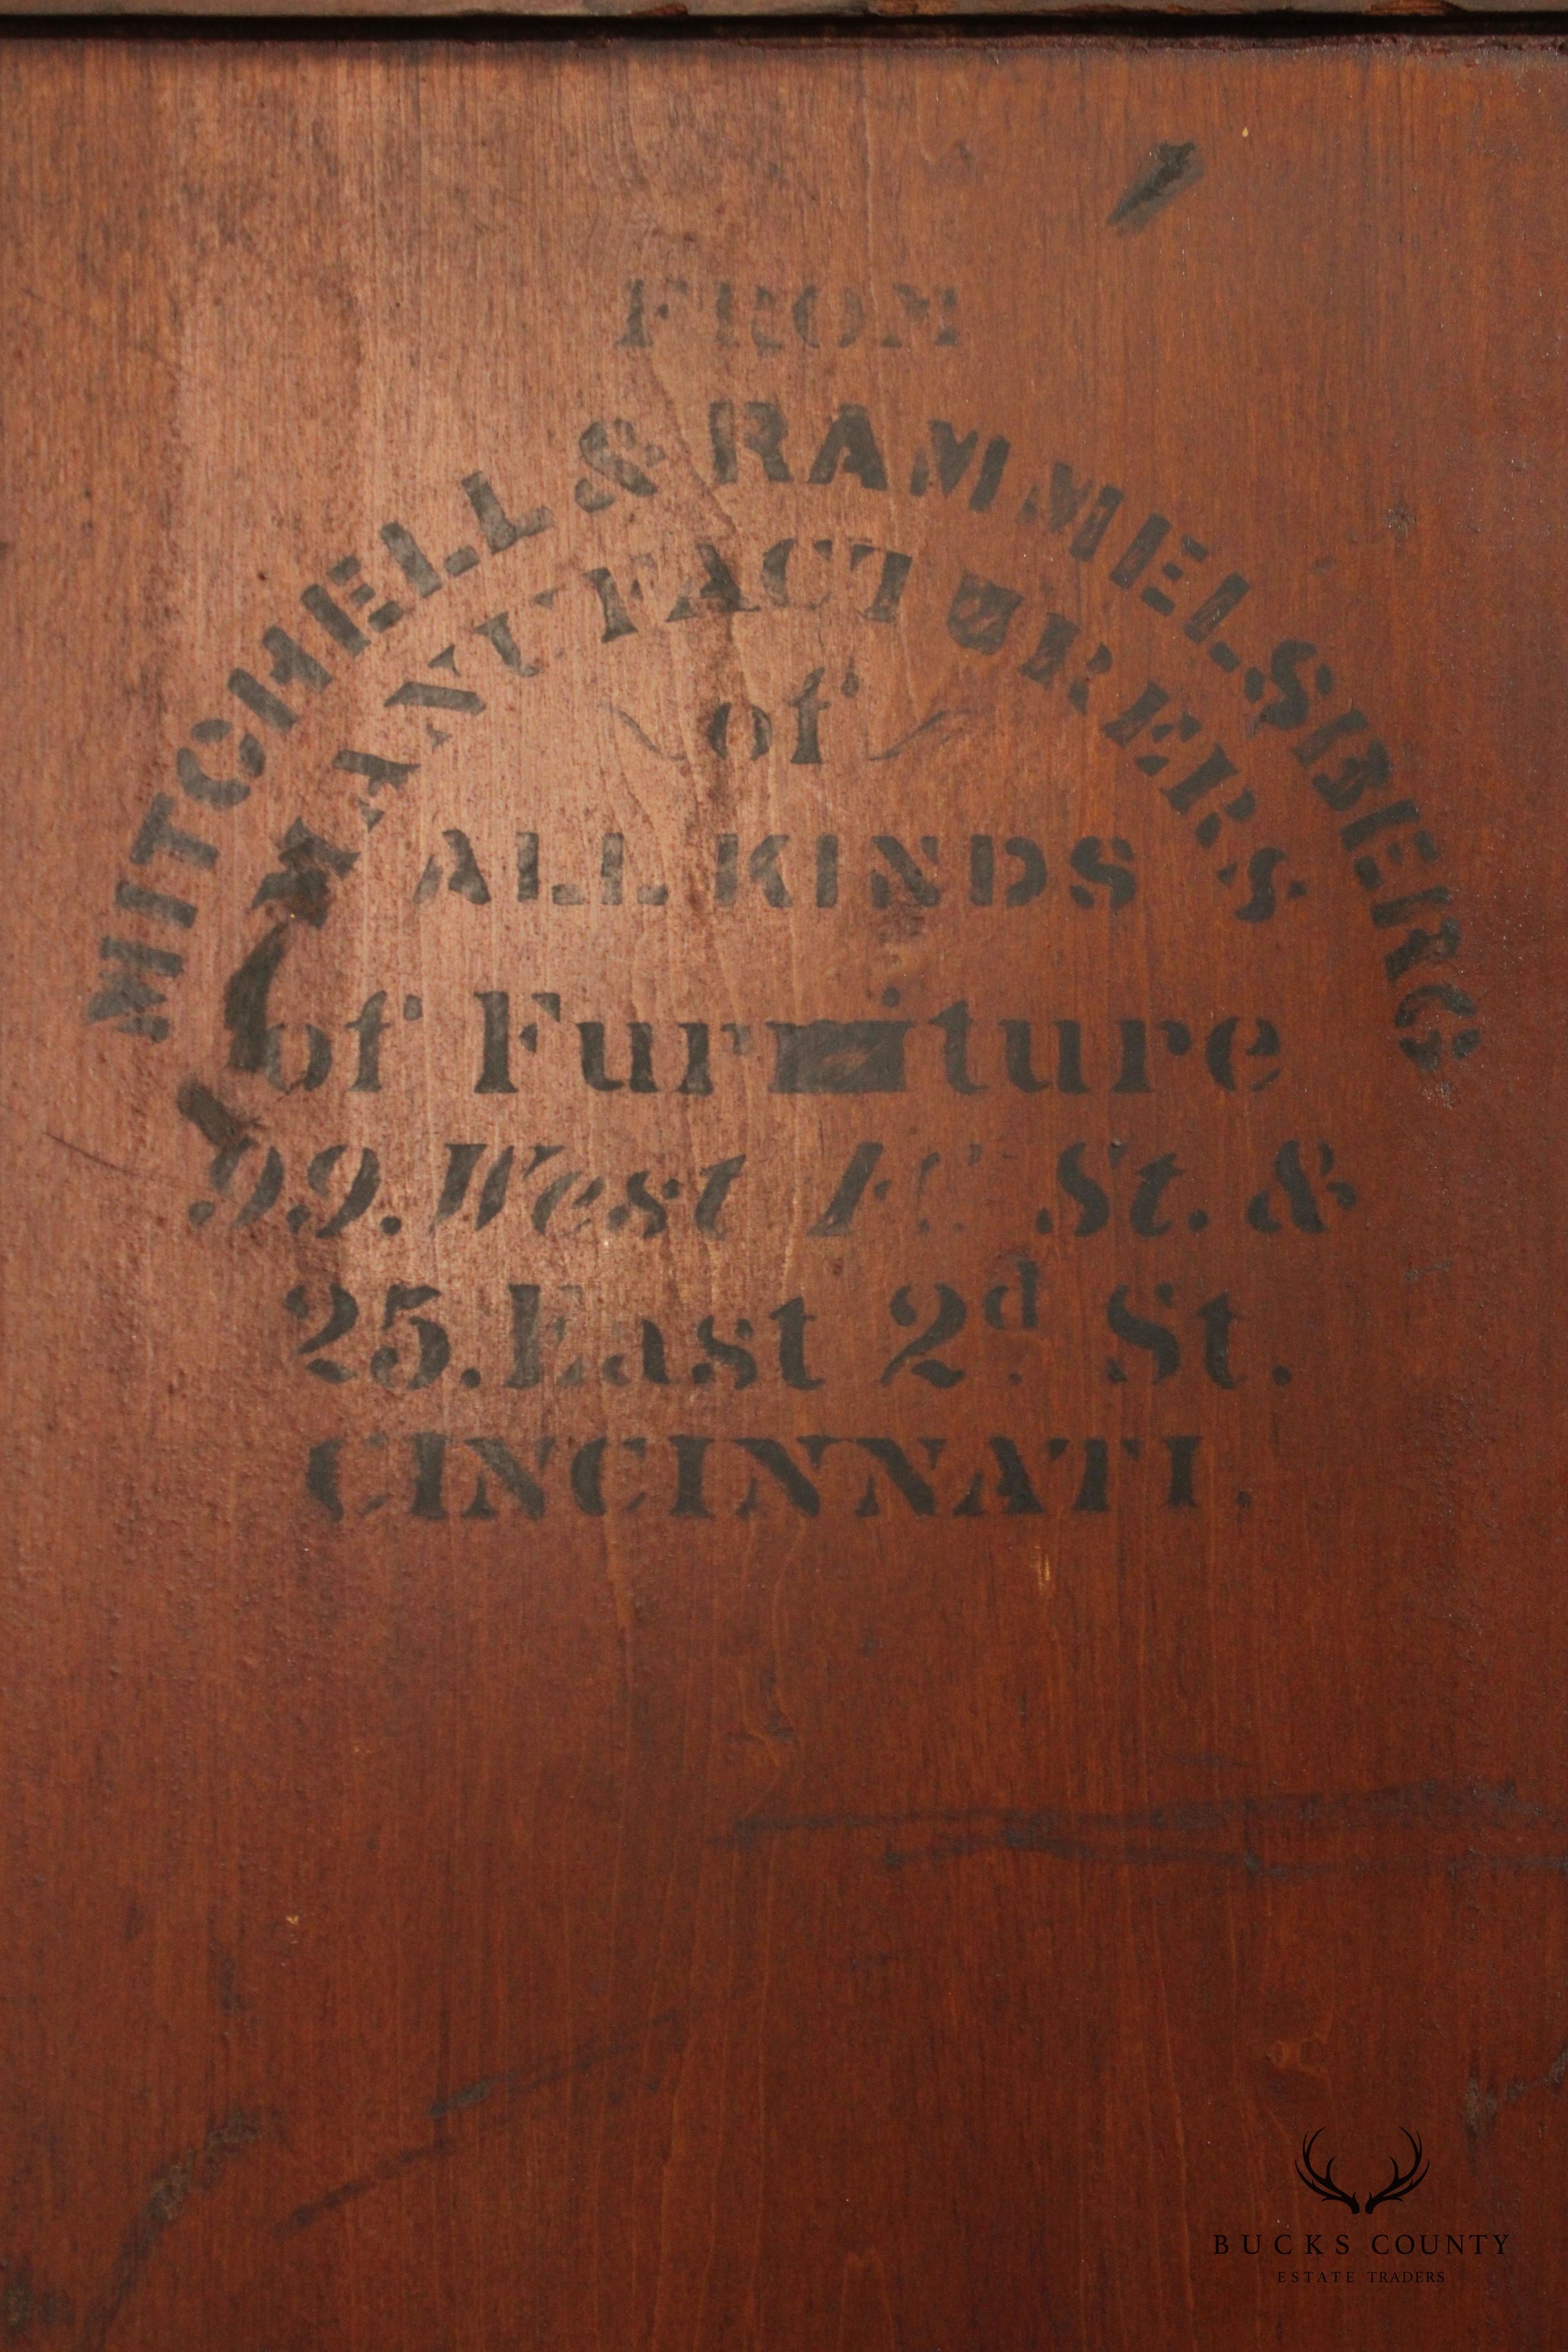 FROM
MITCHELL & RAMMELSBERG
MANUFACTURERS
of
ALL KINDS
of Furniture
99. West St. &
25. East 2d St.
CINCINNATI.
BUCKS COUNTY
ESTATE TRADERS